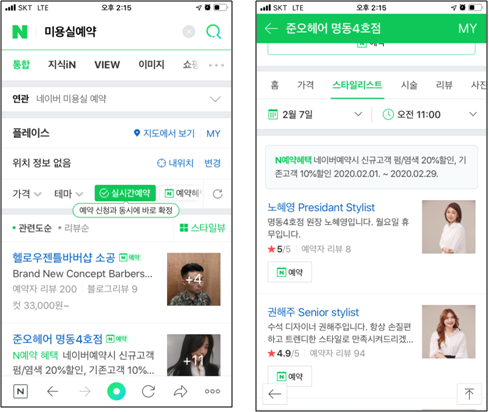 SKT LTE 오후 2:15
N 미용실예약
통합 지식iN VIEW 이미지 쇼핑
연관 네이버 미용실 예약
플레이스 지도에서 보기 MY
위치 정보 없음 내위치 변경
가격 테마 실시간예약 N예약혜택
예약 신청과 동시에 바로 확정
관련도순 리뷰순 스타일뷰
헬로우젠틀바버샵 소공 N예약
Brand New Concept Barbers...
예약자 리뷰 200 블로그리뷰 9
컷 33,000원~
+4
준오헤어 명동4호점 N예약
N예약 혜택 네이버예약시 신규고객
펌/염색 20%할인, 기존고객 10%...
+11
N
SKT LTE 오후 2:15
준오헤어 명동4호점 MY
예약
홈 가격 스타일리스트 시술 리뷰 사진
2월 7일 오전 11:00
N예약혜택 네이버예약시 신규고객 펌/염색 20%할인, 기
존고객 10%할인 2020.02.01. ~ 2020.02.29.
노혜영 President Stylist
명동4호점 원장 노혜영입니다. 월요일 휴
무입니다.
★5/5 예약자 리뷰 8
N 예약
권해주 Senior stylist
수석 디자이너 권해주입니다. 항상 손질편
하고 트렌디한 스타일로 만족시켜드리겠...
★4.9/5 예약자 리뷰 94
N 예약